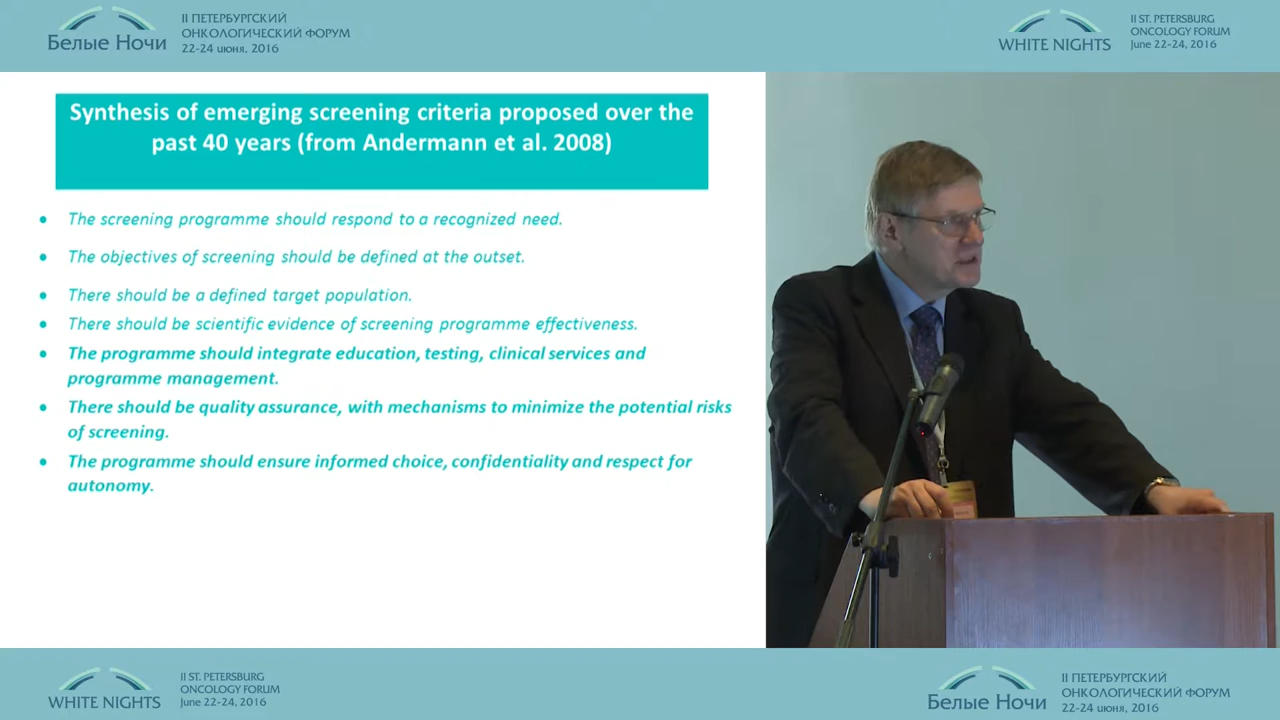 II ПЕТЕРБУРГСКИЙ
ОНКОЛОГИЧЕСКИЙ ФОРУМ
Белые Ночи
22-24 июня, 2016
II ST. PETERSBURG
ONCOLOGY FORUM
WHITE NIGHTS
June 22-24, 2016
Synthesis of emerging screening criteria proposed over the
past 40 years (from Andermann et al. 2008)
• The screening programme should respond to a recognized need.
• The objectives of screening should be defined at the outset.
• There should be a defined target population.
• There should be scientific evidence of screening programme effectiveness.
• The programme should integrate education, testing, clinical services and
programme management.
• There should be quality assurance, with mechanisms to minimize the potential risks
of screening.
• The programme should ensure informed choice, confidentiality and respect for
autonomy.
II ST. PETERSBURG
ONCOLOGY FORUM
WHITE NIGHTS
June 22-24, 2016
II ПЕТЕРБУРГСКИЙ
ОНКОЛОГИЧЕСКИЙ ФОРУМ
Белые Ночи
22-24 июня, 2016